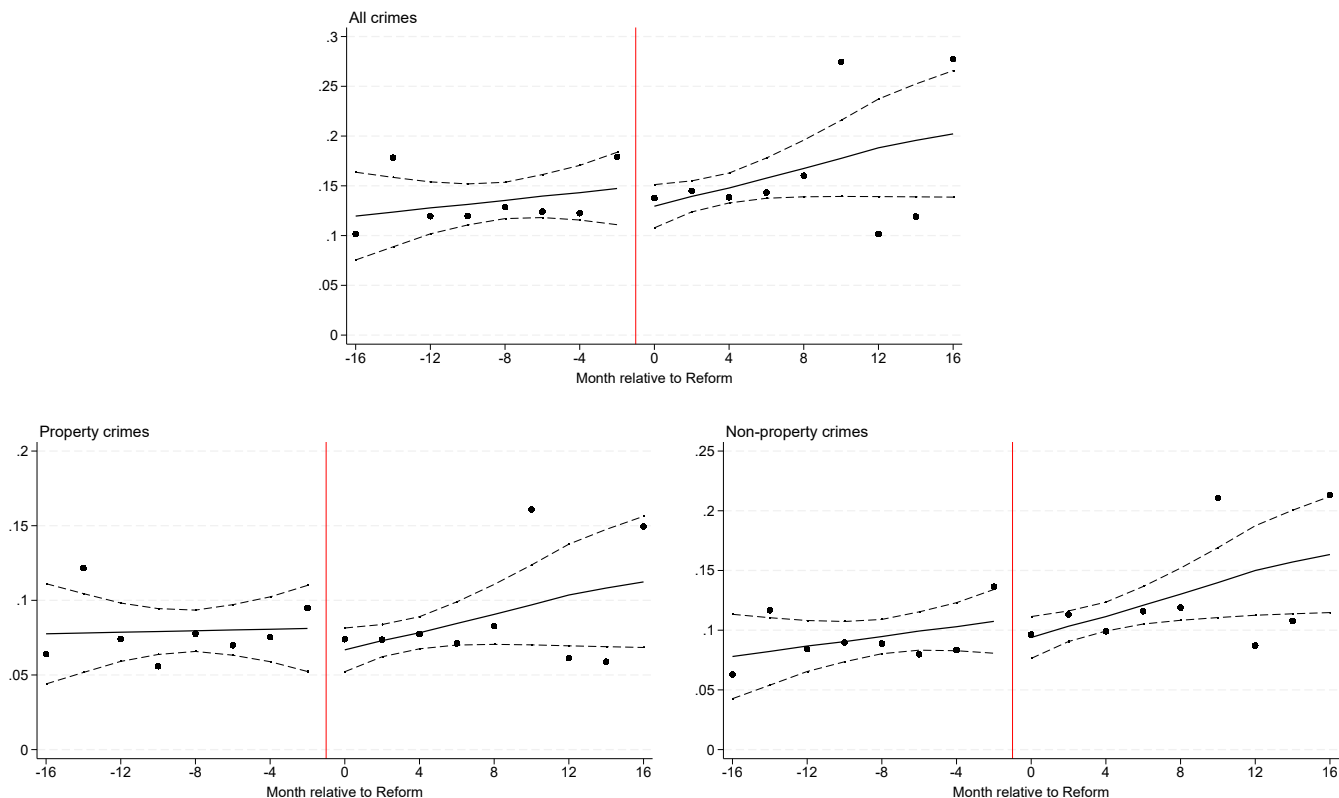 All crimes
.3
.25
.2
.15
.1
.05
0
-16 -12 -8 -4 0 4 8 12 16
Month relative to Reform
Property crimes
.2
.15
.1
.05
0
-16 -12 -8 -4 0 4 8 12 16
Month relative to Reform
Non-property crimes
.25
.2
.15
.1
.05
0
-16 -12 -8 -4 0 4 8 12 16
Month relative to Reform